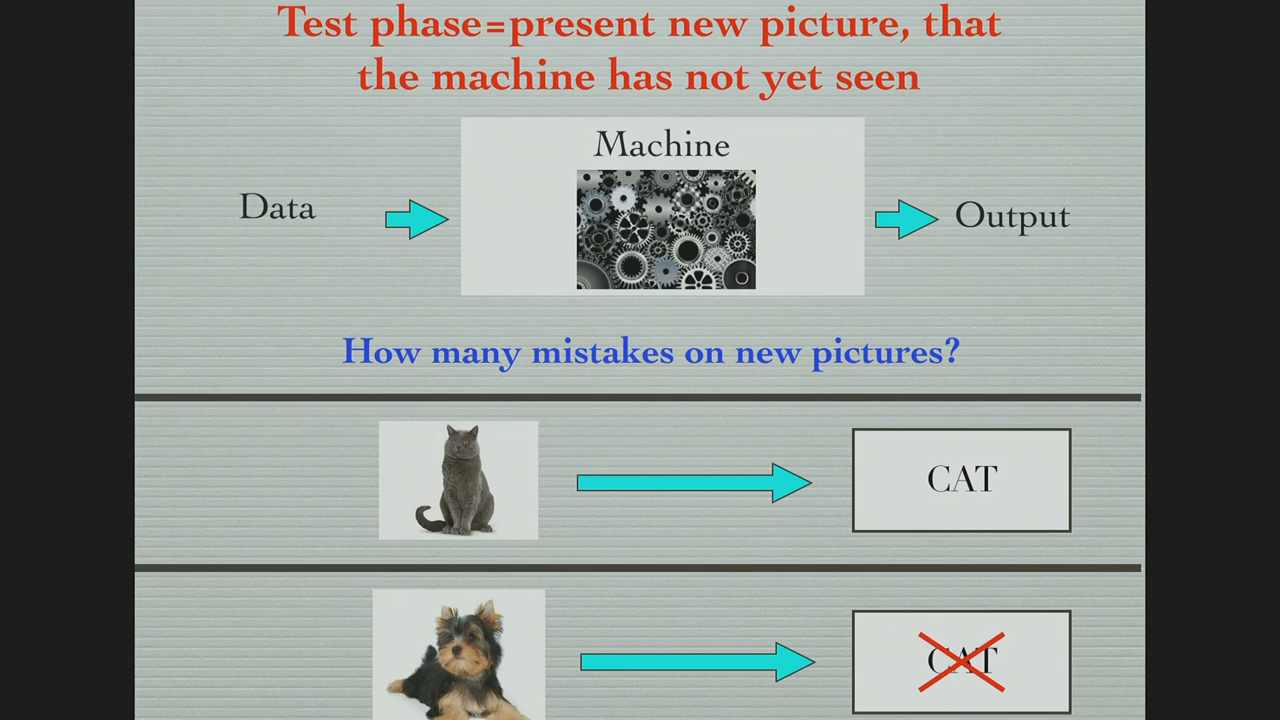 Test phase=present new picture, that
the machine has not yet seen
Machine
Data
Output
How many mistakes on new pictures?
CAT
CAT